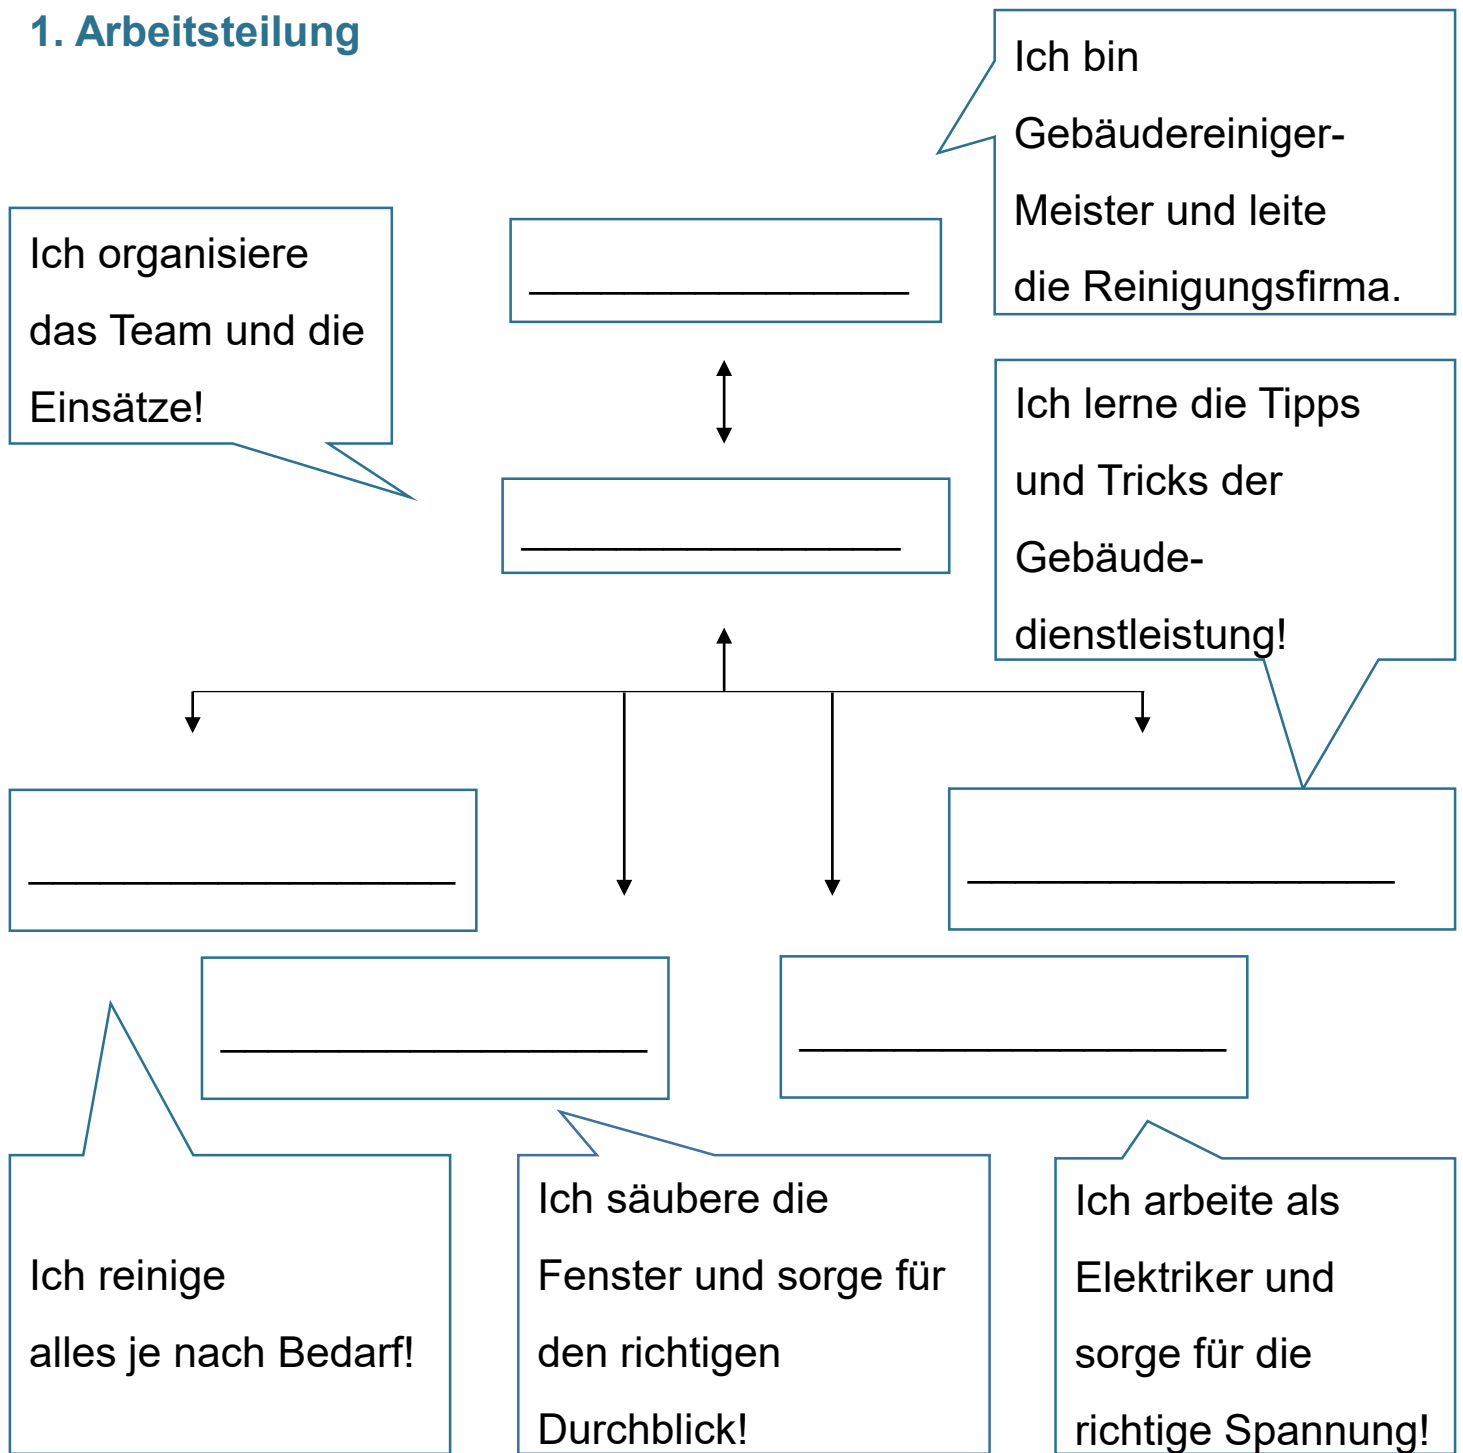 1. Arbeitsteilung
Ich bin
Gebäudereiniger-
Meister und leite
die Reinigungsfirma.
Ich organisiere
das Team und die
Einsätze!
Ich lerne die Tipps
und Tricks der
Gebäude-
dienstleistung!
Ich reinige
alles je nach Bedarf!
Ich säubere die
Fenster und sorge für
den richtigen
Durchblick!
Ich arbeite als
Elektriker und
sorge für die
richtige Spannung!